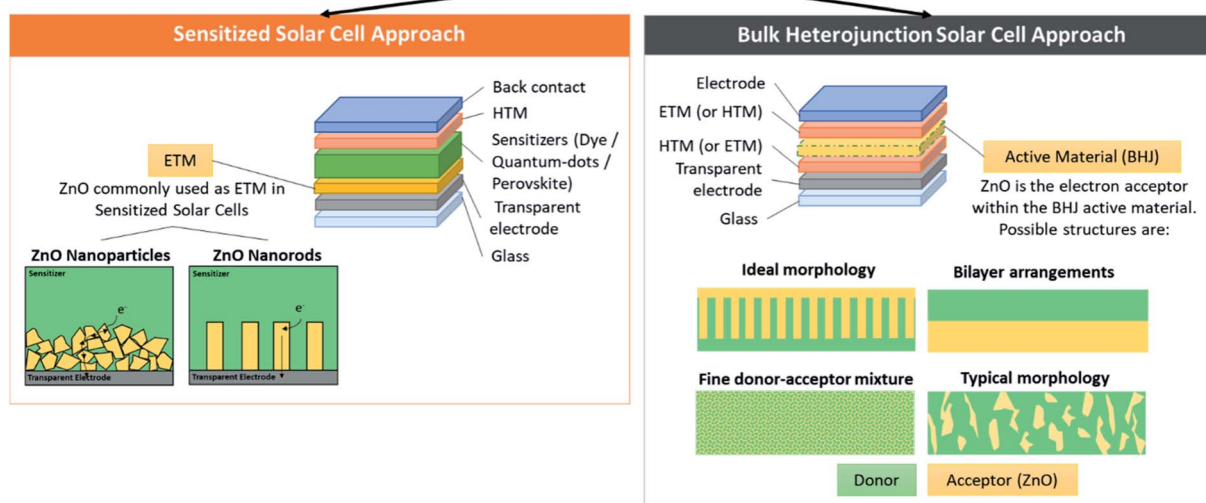 Sensitized Solar Cell Approach
Back contact
HTM
Sensitizers (Dye /
Quantum-dots /
Perovskite)
Transparent
electrode
Glass
ETM
ZnO commonly used as ETM in
Sensitized Solar Cells
ZnO Nanoparticles
Sensitizer
e-
Transparent Electrode
ZnO Nanorods
Sensitizer
e-
Transparent Electrode
Bulk Heterojunction Solar Cell Approach
Electrode
ETM (or HTM)
HTM (or ETM)
Transparent
electrode
Glass
Active Material (BHJ)
ZnO is the electron acceptor
within the BHJ active material.
Possible structures are:
Ideal morphology
Bilayer arrangements
Fine donor-acceptor mixture
Typical morphology
Donor
Acceptor (ZnO)